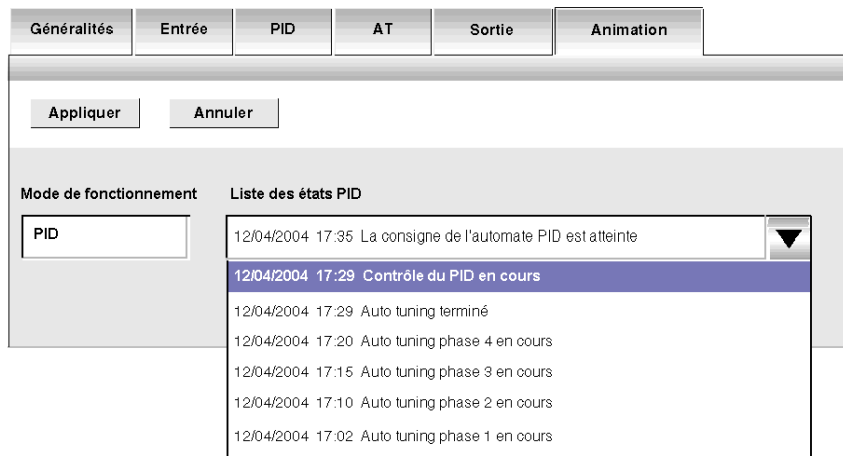 Généralités Entrée PID AT Sortie Animation
Appliquer Annuler
Mode de fonctionnement Liste des états PID
PID 12/04/2004 17:35 La consigne de l'automate PID est atteinte
12/04/2004 17:29 Contrôle du PID en cours
12/04/2004 17:29 Auto tuning terminé
12/04/2004 17:20 Auto tuning phase 4 en cours
12/04/2004 17:15 Auto tuning phase 3 en cours
12/04/2004 17:10 Auto tuning phase 2 en cours
12/04/2004 17:02 Auto tuning phase 1 en cours